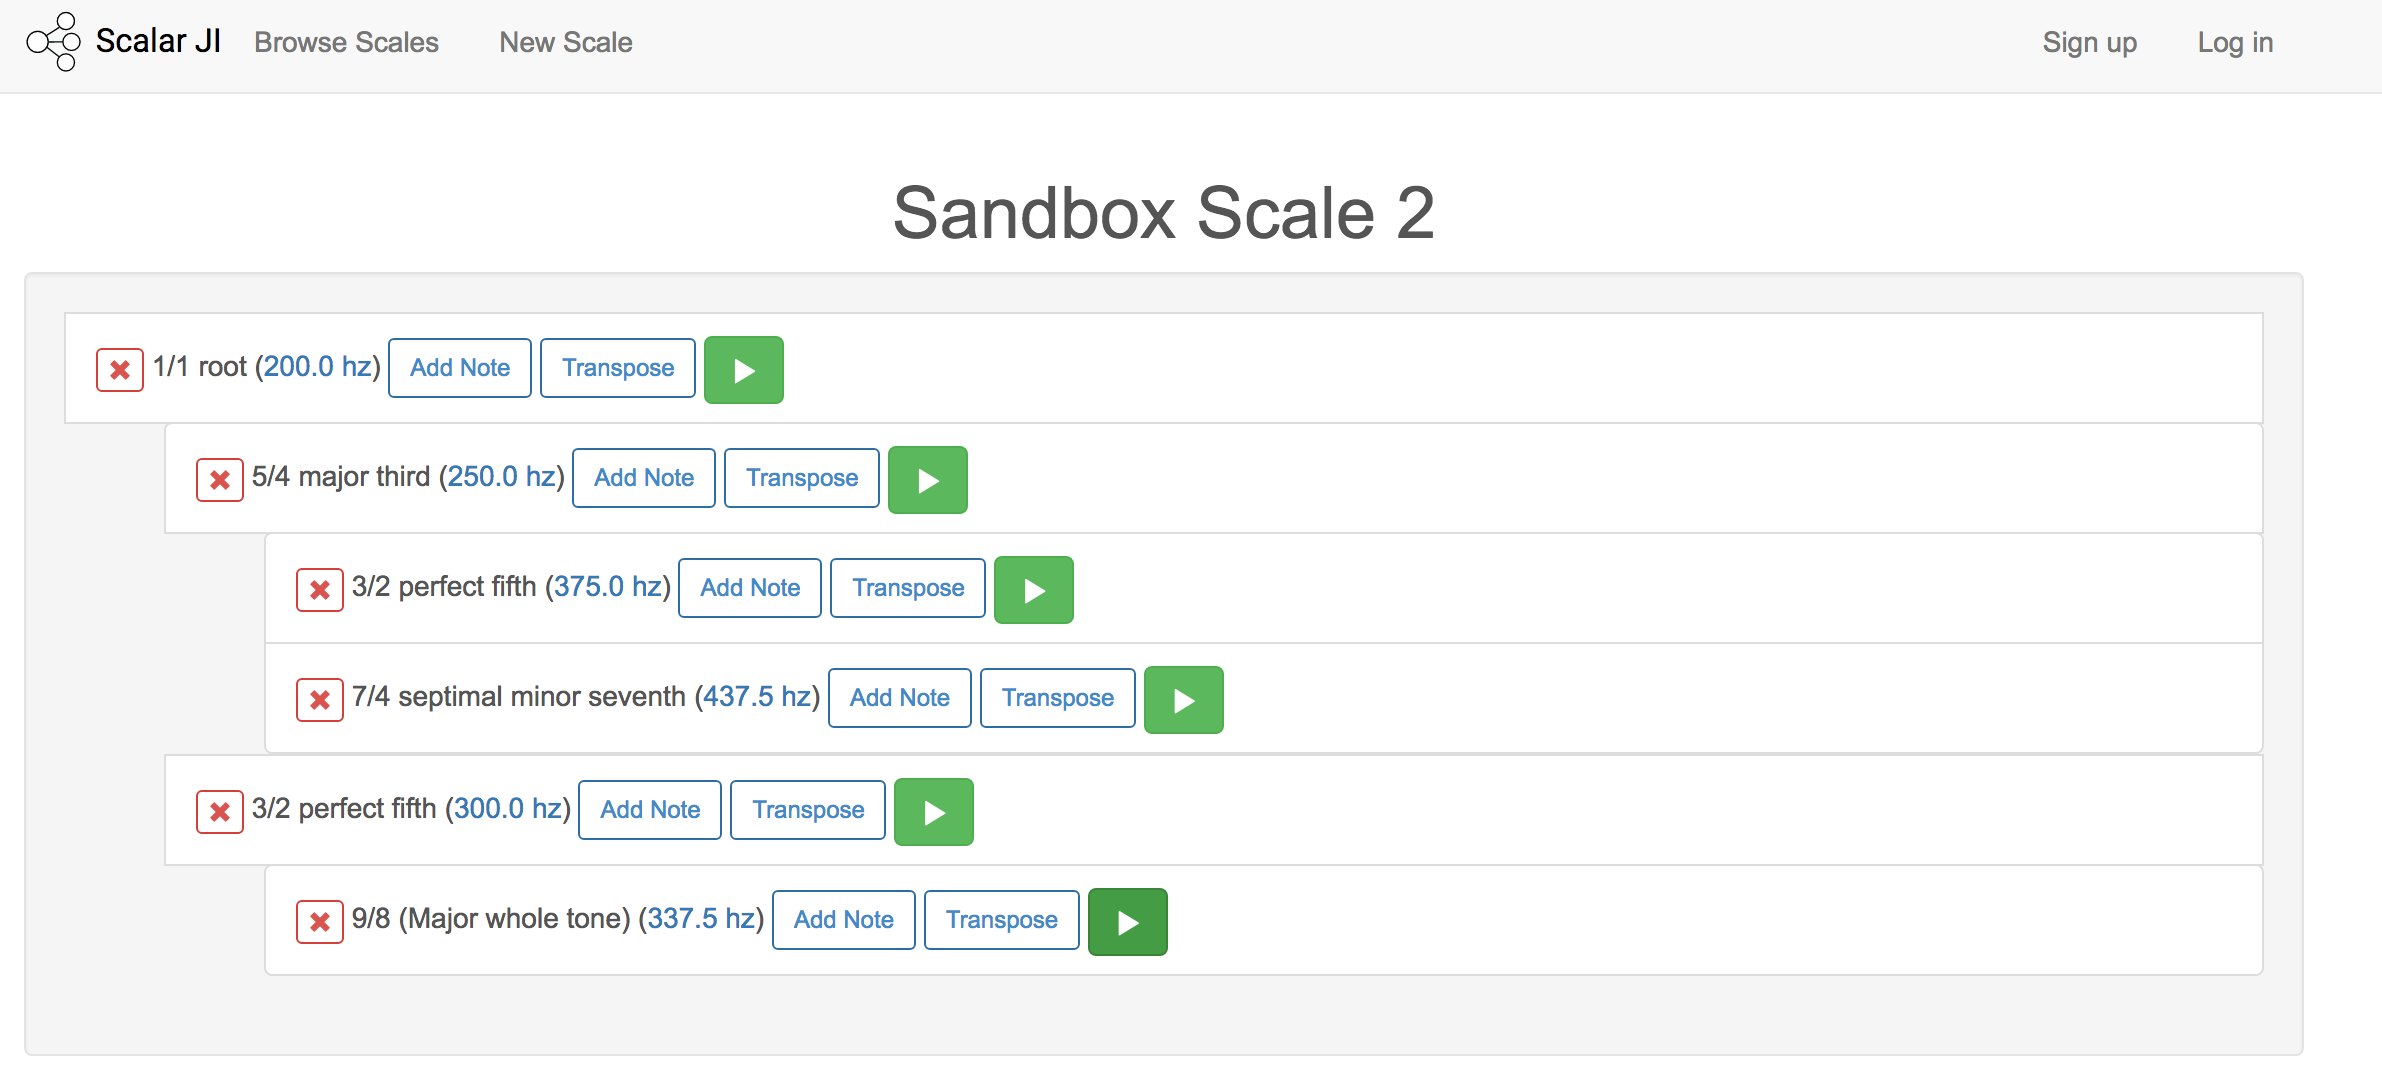 Scalar JI Browse Scales New Scale Sign up Log in
Sandbox Scale 2
1/1 root (200.0 hz) Add Note Transpose
5/4 major third (250.0 hz) Add Note Transpose
3/2 perfect fifth (375.0 hz) Add Note Transpose
7/4 septimal minor seventh (437.5 hz) Add Note Transpose
3/2 perfect fifth (300.0 hz) Add Note Transpose
9/8 (Major whole tone) (337.5 hz) Add Note Transpose